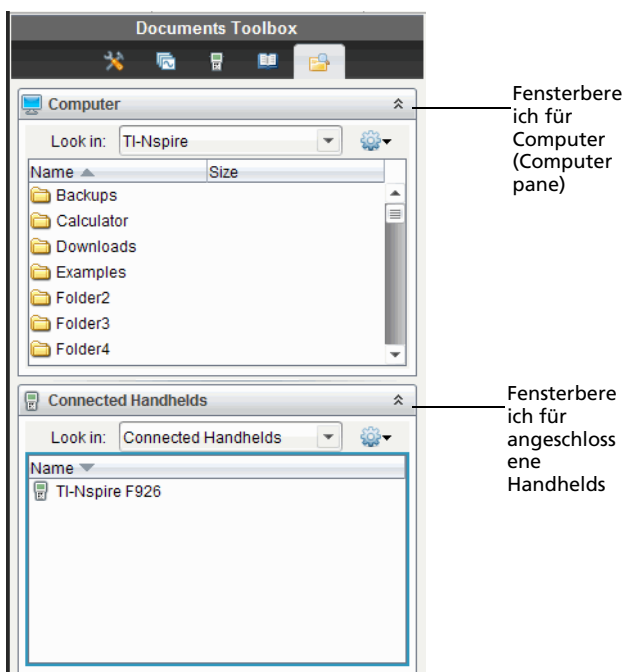 Documents Toolbox
Computer
Look in: TI-Nspire
Name Size
Backups
Calculator
Downloads
Examples
Folder2
Folder3
Folder4
Fensterbere
ich für
Computer
(Computer
pane)
Connected Handhelds
Look in: Connected Handhelds
Name
TI-Nspire F926
Fensterbere
ich für
angeschloss
ene
Handhelds